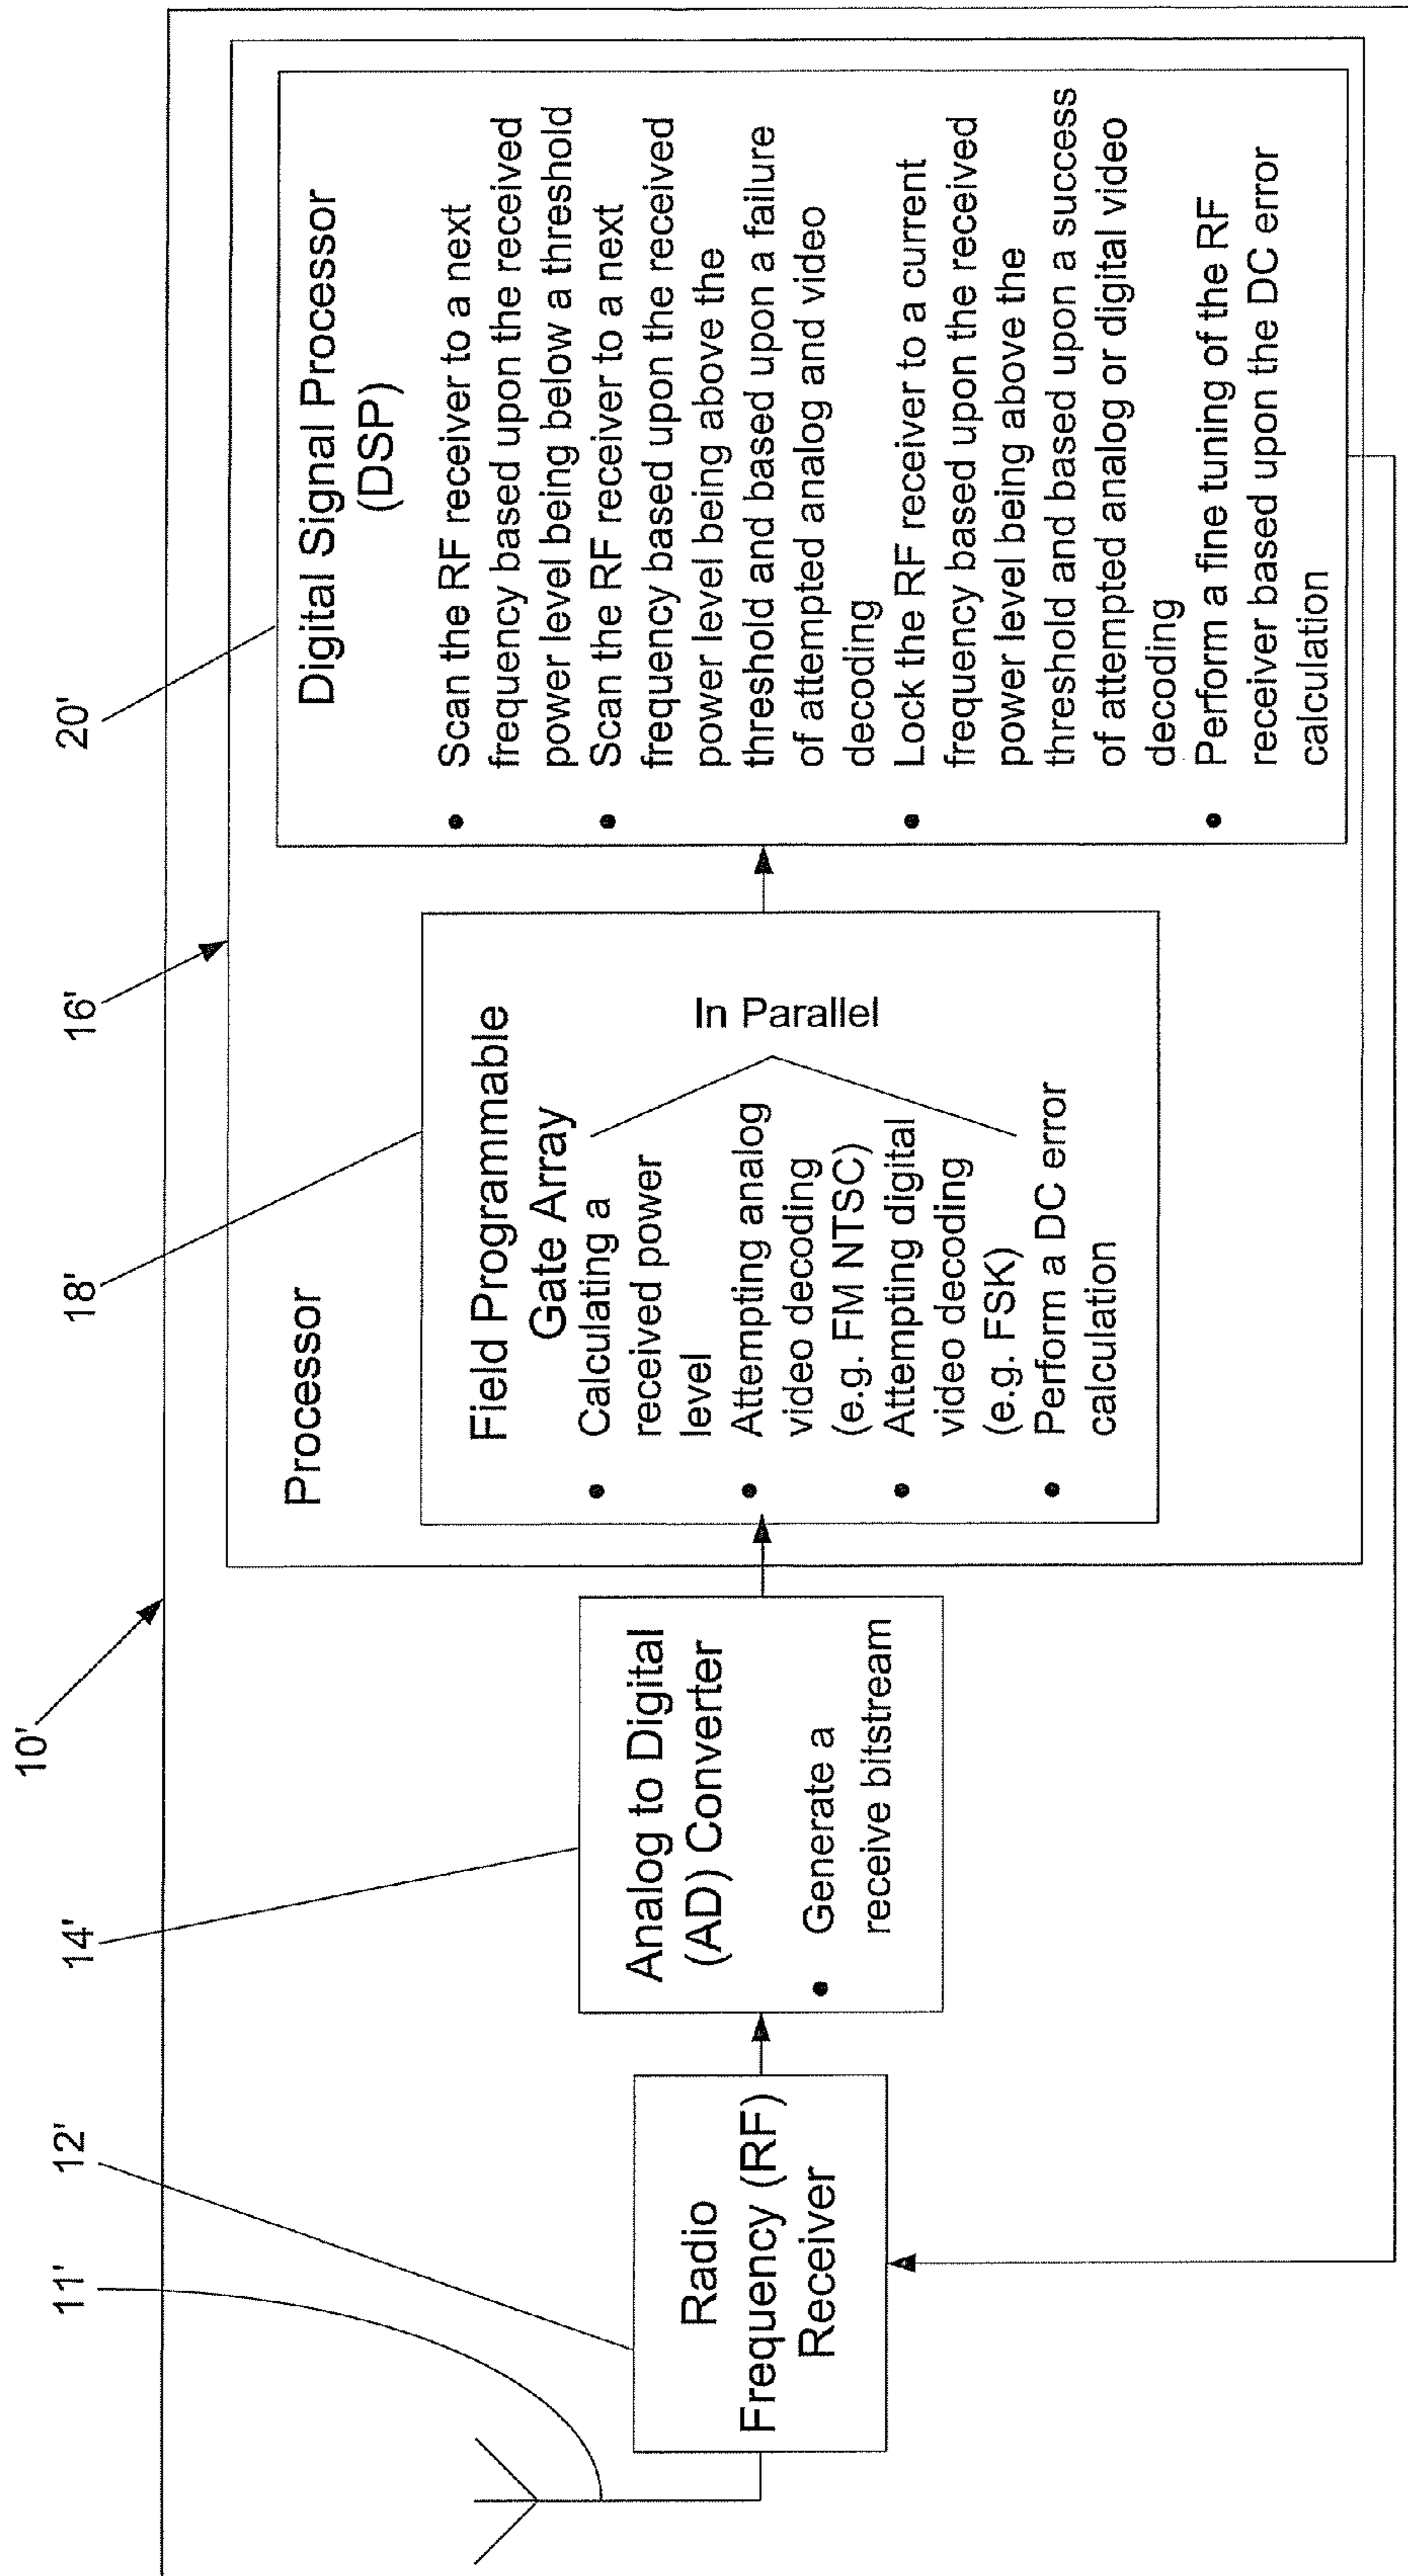 10'
11'
12'
14'
16'
18'
20'
Radio
Frequency (RF)
Receiver
Analog to Digital
(AD) Converter
• Generate a
receive bitstream
Processor
Field Programmable
Gate Array
• Calculating a
received power
level
• Attempting analog
video decoding
(e.g. FM NTSC)
• Attempting digital
video decoding
(e.g. FSK)
• Perform a DC error
calculation
In Parallel
Digital Signal Processor
(DSP)
• Scan the RF receiver to a next
frequency based upon the received
power level being below a threshold
• Scan the RF receiver to a next
frequency based upon the received
power level being above the
threshold and based upon a failure
of attempted analog and video
decoding
• Lock the RF receiver to a current
frequency based upon the received
power level being above the
threshold and based upon a success
of attempted analog or digital video
decoding
• Perform a fine tuning of the RF
receiver based upon the DC error
calculation